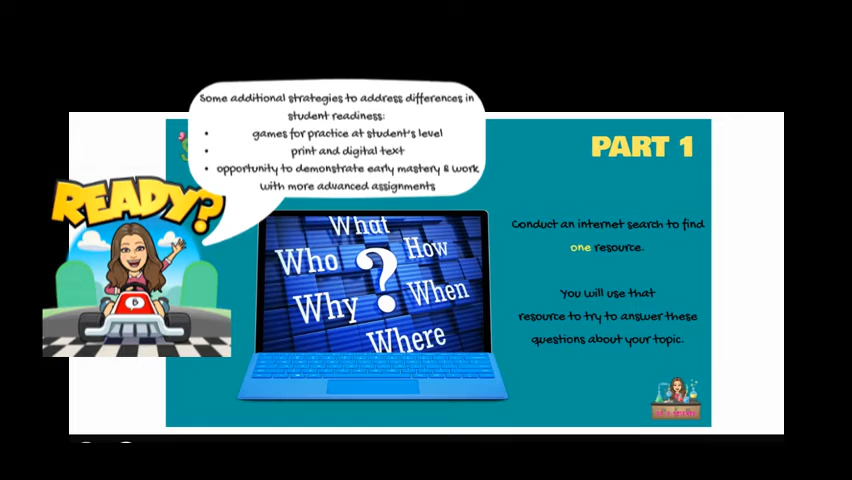 Some additional strategies to address differences in
student readiness:
• games for practice at student's level
• print and digital text
• opportunity to demonstrate early mastery & work
with more advanced assignments
PART 1
READY?
What
Who
How
?
Why
When
Where
Conduct an internet search to find
one resource.
You will use that
resource to try to answer these
questions about your topic.